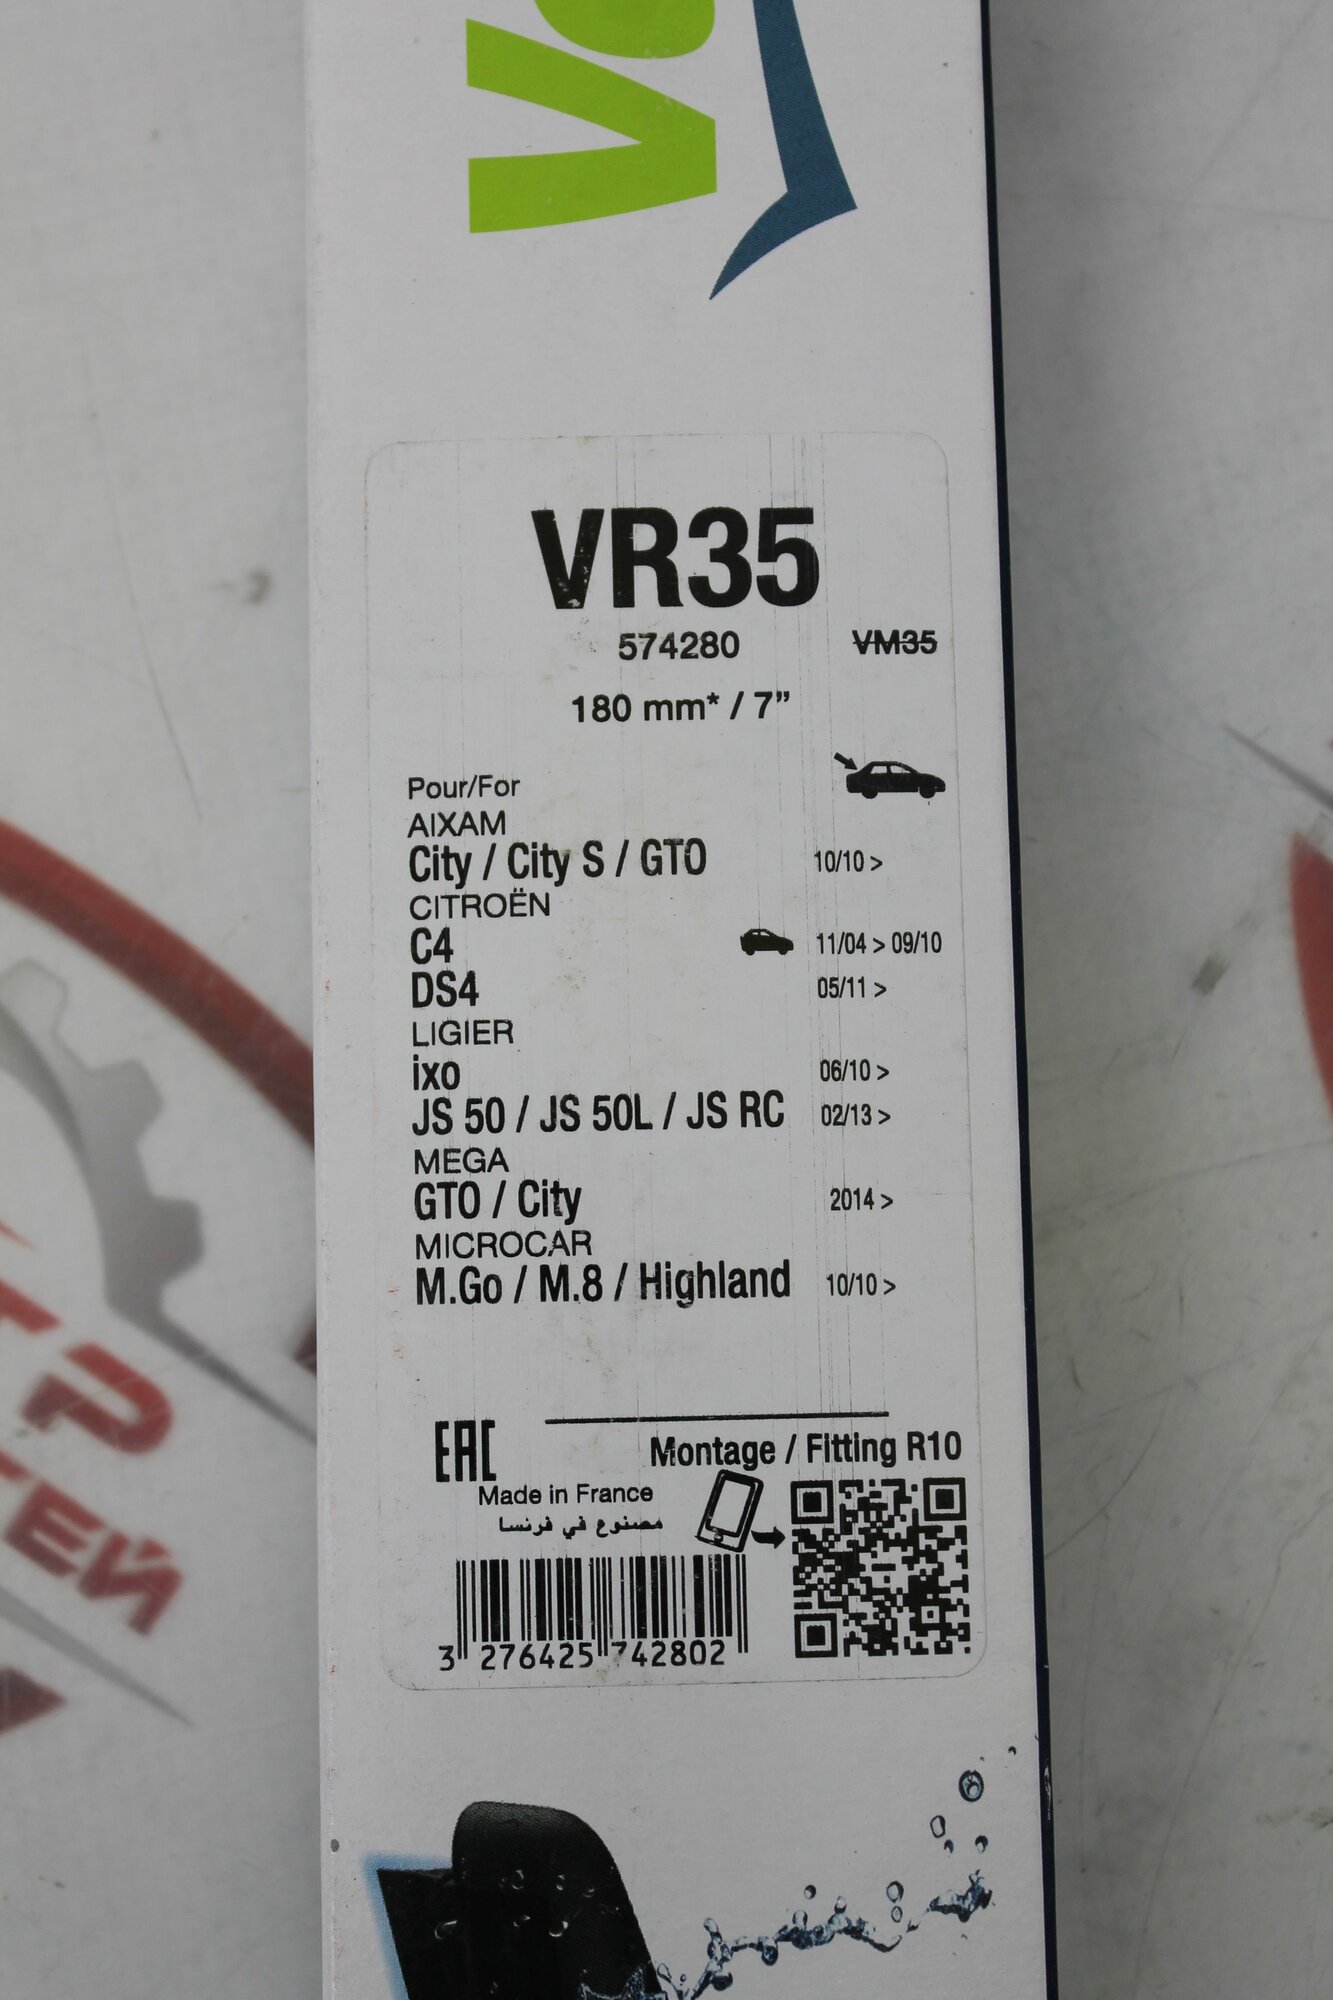 VR35
574280
VM35
180 mm* / 7”
Pour/For
AIXAM
City / City S / GTO 10/10 >
CITROËN
C4 11/04 > 09/10
DS4 05/11 >
LIGIER
ixo 06/10 >
JS 50 / JS 50L / JS RC 02/13 >
MEGA
GTO / City 2014 >
MICROCAR
M.Go / M.8 / Highland 10/10 >
EAC
Montage / Fitting R10
Made in France
مصنوع في فرنسا
3 276425 742802